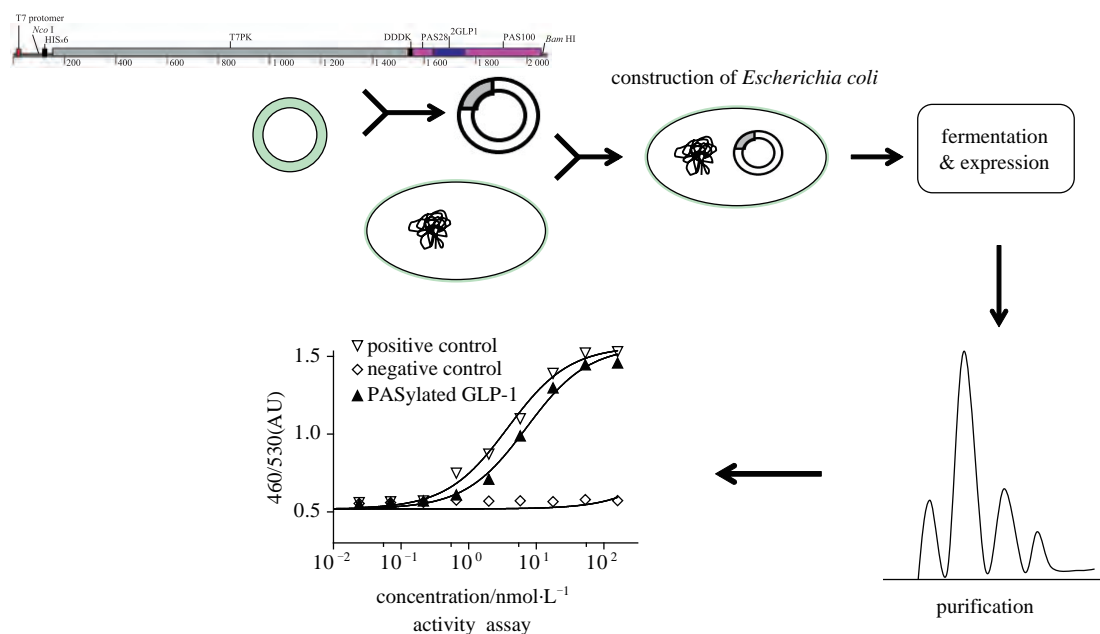 T7 protomer
Nco I
HISx6
T7PK
DDDK
PAS28
2GLP1
PAS100
Bam HI
200
400
600
800
1 000
1 200
1 400
1 600
1 800
2 000
construction of Escherichia coli
fermentation
& expression
▽ positive control
◇ negative control
▲ PASylated GLP-1
460/530(AU)
1.5
1.0
0.5
10⁻² 10⁻¹ 10⁰ 10¹ 10²
concentration/nmol·L⁻¹
activity assay
purification